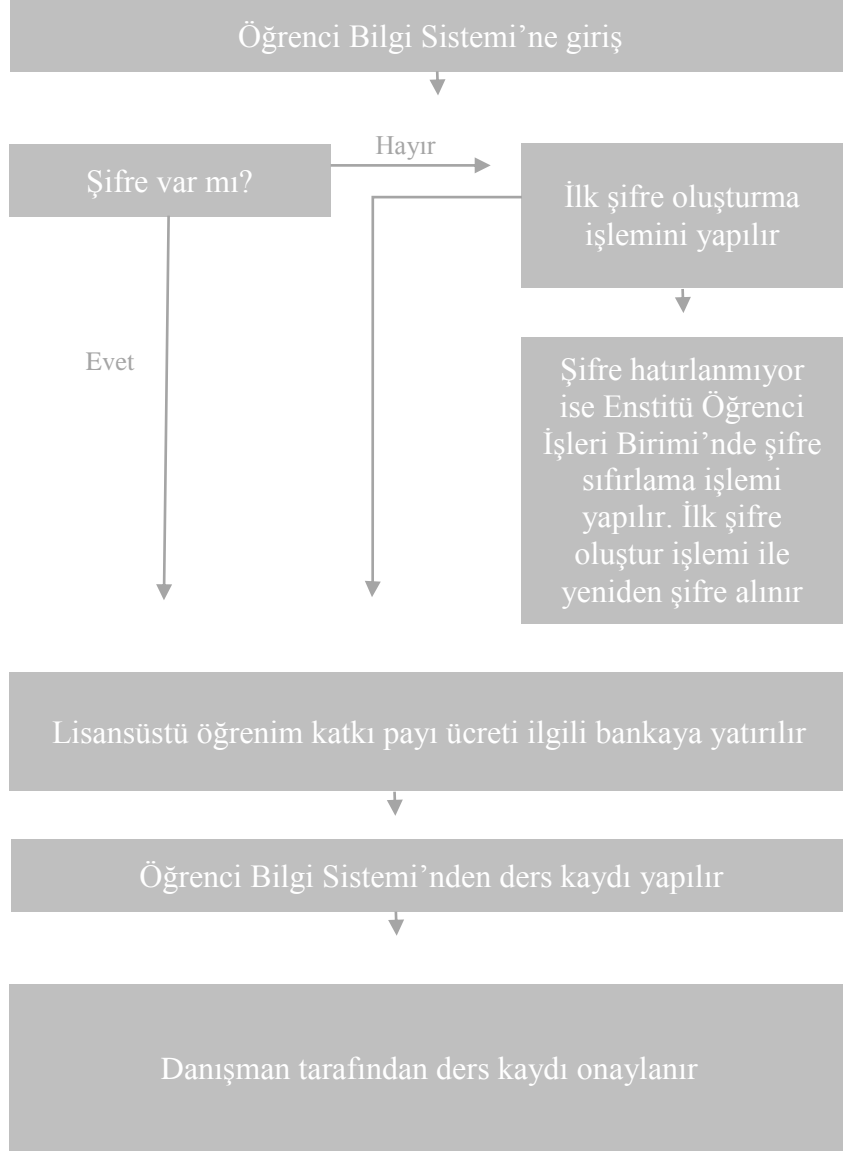 Öğrenci Bilgi Sistemi’ne giriş
Hayır
Şifre var mı?
İlk şifre oluşturma
işlemini yapılır
Evet
Şifre hatırlanmıyor
ise Enstitü Öğrenci
İşleri Birimi’nde şifre
sıfırlama işlemi
yapılır. İlk şifre
oluştur işlemi ile
yeniden şifre alınır
Lisansüstü öğrenim katkı payı ücreti ilgili bankaya yatırılır
Öğrenci Bilgi Sistemi’nden ders kaydı yapılır
Danışman tarafından ders kaydı onaylanır